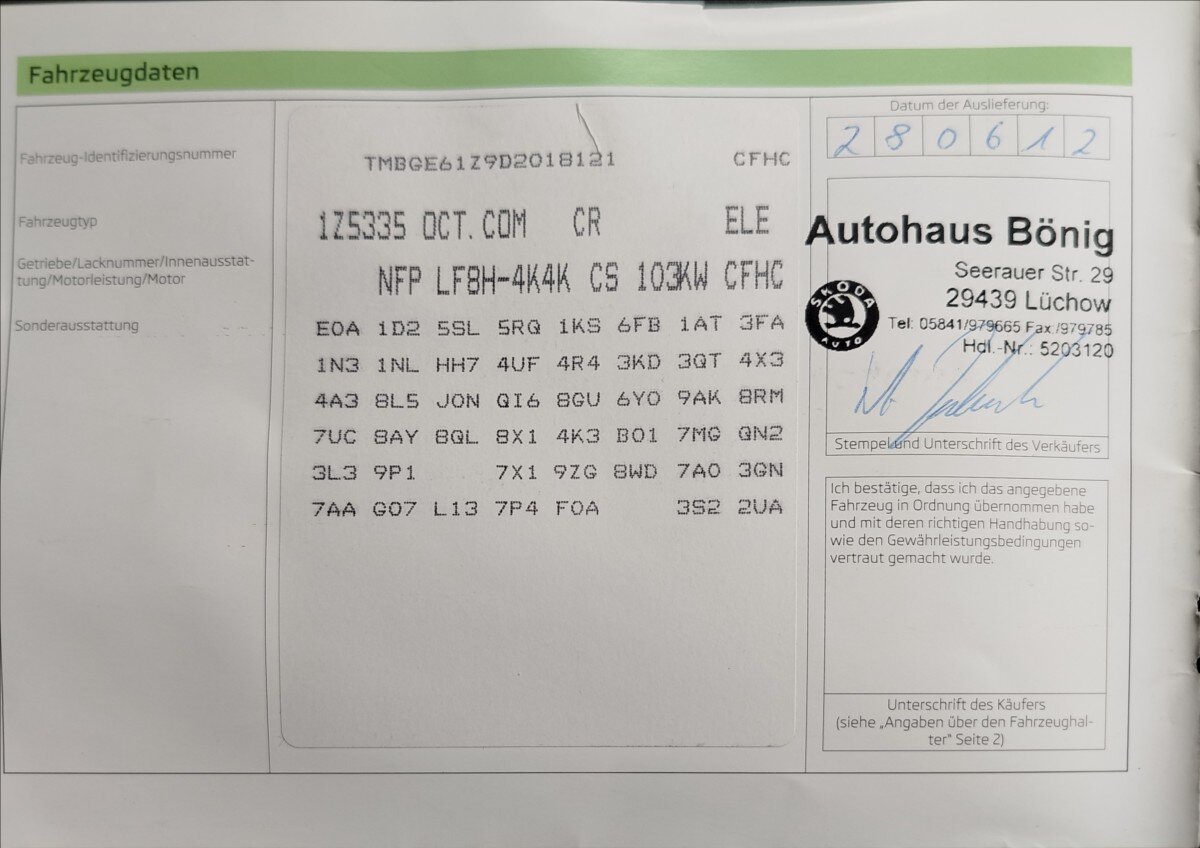 Fahrzeugdaten
Fahrzeug-Identifizierungsnummer
TMBGE61Z9D2018121 CFHC
Fahrzeugtyp
1Z5335 OCT.COM CR ELE
Getriebe/Lacknummer/Innenausstat-
tung/Motorleistung/Motor
NFP LF8H-4K4K CS 103KW CFHC
Sonderausstattung
E0A 1D2 5SL 5RQ 1KS 6FB 1AT 3FA
1N3 1NL HH7 4UF 4R4 3KD 3QT 4X3
4A3 8L5 J0N QI6 8GU 6Y0 9AK 8RM
7UC 8AY 8QL 8X1 4K3 B01 7MG QN2
3L3 9P1 7X1 9ZG 8WD 7A0 3GN
7AA G07 L13 7P4 F0A 3S2 2UA
Datum der Auslieferung:
280612
Autohaus Bönig
Seerauer Str. 29
29439 Lüchow
Tel: 05841/979665 Fax /979785
Hdl.-Nr.: 5203120
SKODA
AUTO
Stempel und Unterschrift des Verkäufers
Ich bestätige, dass ich das angegebene
Fahrzeug in Ordnung übernommen habe
und mit deren richtigen Handhabung so-
wie den Gewährleistungsbedingungen
vertraut gemacht wurde.
Unterschrift des Käufers
(siehe „Angaben über den Fahrzeughal-
ter" Seite 2)